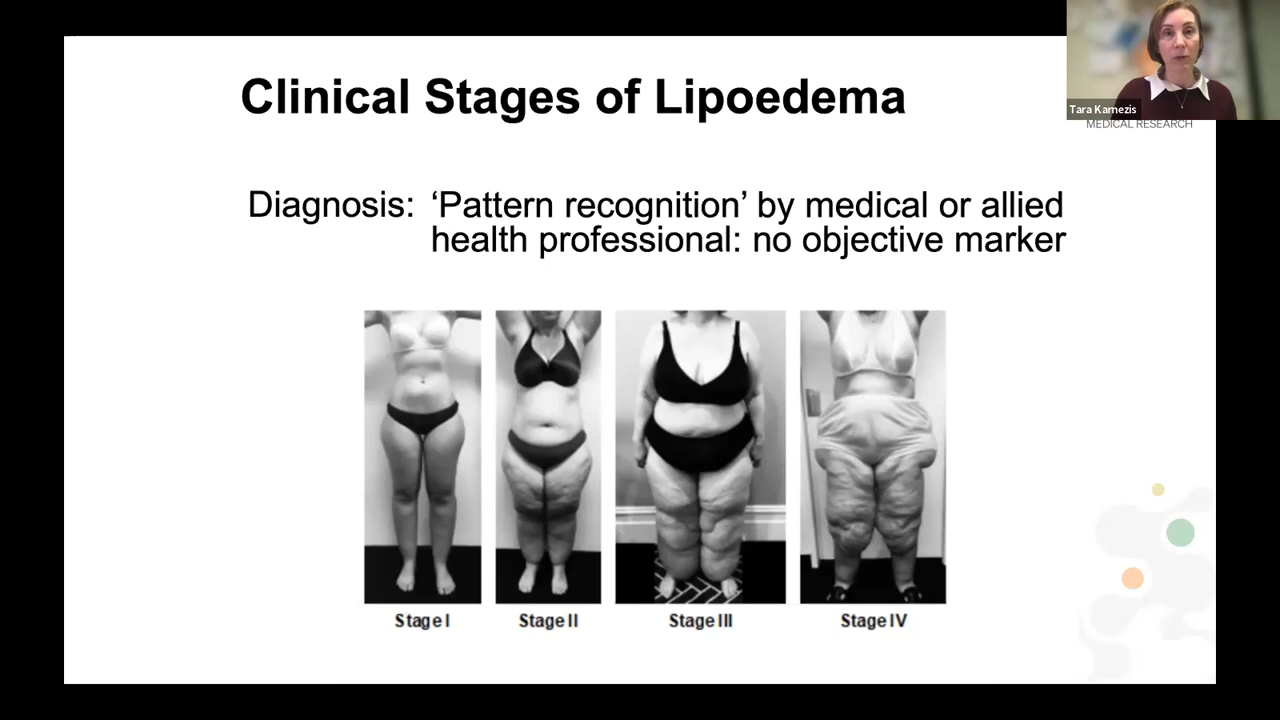 Clinical Stages of Lipoedema
Tara Karnezis
MEDICAL RESEARCH
Diagnosis: ‘Pattern recognition’ by medical or allied
health professional: no objective marker
Stage I
Stage II
Stage III
Stage IV